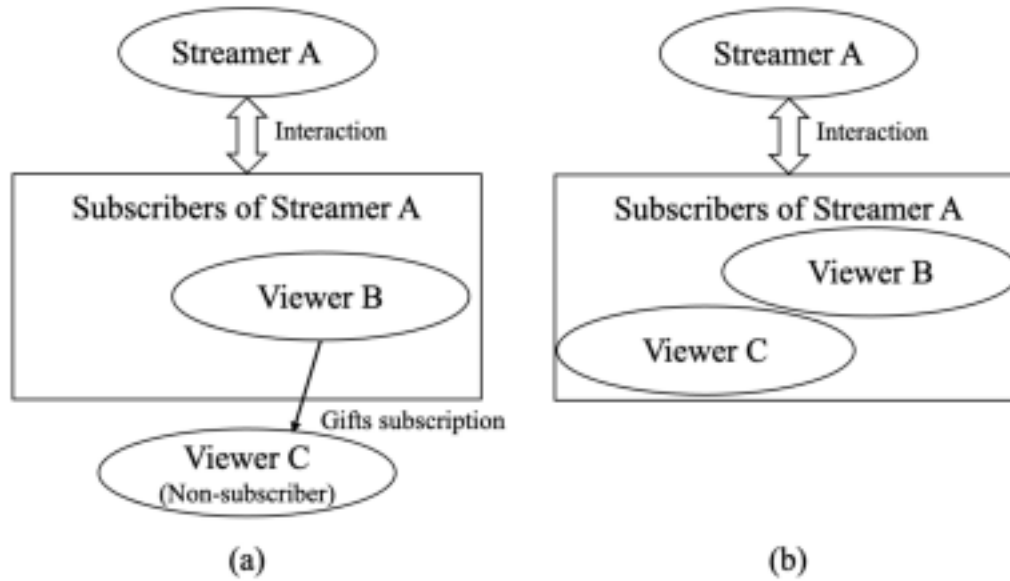 Streamer A
Interaction
Subscribers of Streamer A
Viewer B
Gifts subscription
Viewer C
(Non-subscriber)
(a)
Streamer A
Interaction
Subscribers of Streamer A
Viewer B
Viewer C
(b)